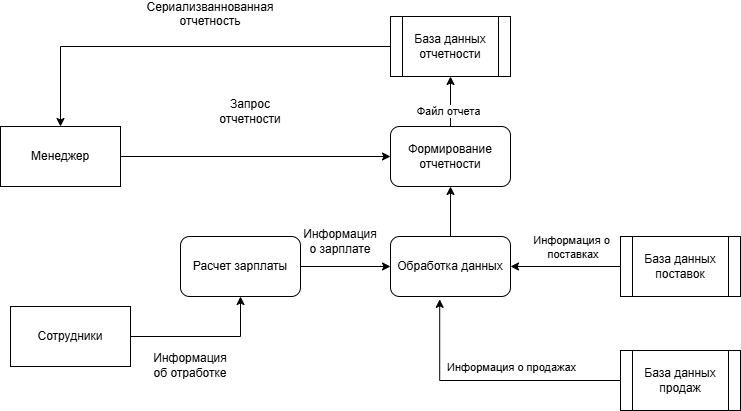 Сериализваннованная
отчетность
База данных
отчетности
Запрос
отчетности
Файл отчета
Менеджер
Формирование
отчетности
Информация
о зарплате
Информация о
поставках
Расчет зарплаты
Обработка данных
База данных
поставок
Сотрудники
Информация
об отработке
Информация о продажах
База данных
продаж